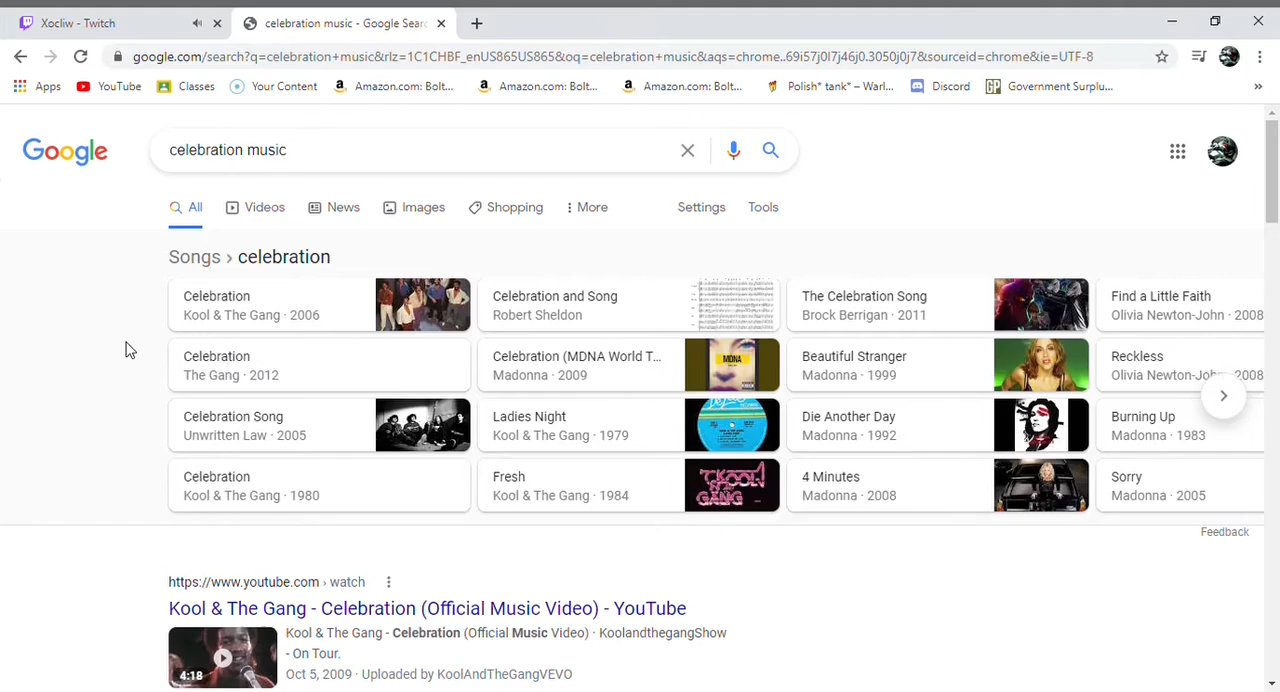 Xocliw - Twitch
celebration music - Google Searc
google.com/search?q=celebration+music&rlz=1C1CHBF_enUS865US865&oq=celebration+music&aqs=chrome..69i57j0l7j46j0.3050j0j7&sourceid=chrome&ie=UTF-8
Apps YouTube Classes Your Content Amazon.com: Bolt... Amazon.com: Bolt... Amazon.com: Bolt... Polish* tank* – Warl... Discord Government Surplu... »
Google
celebration music
All Videos News Images Shopping More Settings Tools
Songs › celebration
Celebration
Kool & The Gang · 2006
Celebration and Song
Robert Sheldon
The Celebration Song
Brock Berrigan · 2011
Find a Little Faith
Olivia Newton-John · 2008
Celebration
The Gang · 2012
Celebration (MDNA World T...
Madonna · 2009
MDNA
Beautiful Stranger
Madonna · 1999
Reckless
Olivia Newton-John · 2008
Celebration Song
Unwritten Law · 2005
Ladies Night
Kool & The Gang · 1979
Die Another Day
Madonna · 1992
Burning Up
Madonna · 1983
Celebration
Kool & The Gang · 1980
Fresh
Kool & The Gang · 1984
KOOL
GANG
4 Minutes
Madonna · 2008
Sorry
Madonna · 2005
Feedback
https://www.youtube.com › watch
Kool & The Gang - Celebration (Official Music Video) - YouTube
Kool & The Gang - Celebration (Official Music Video) · KoolandthegangShow
- On Tour.
4:18
Oct 5, 2009 · Uploaded by KoolAndTheGangVEVO